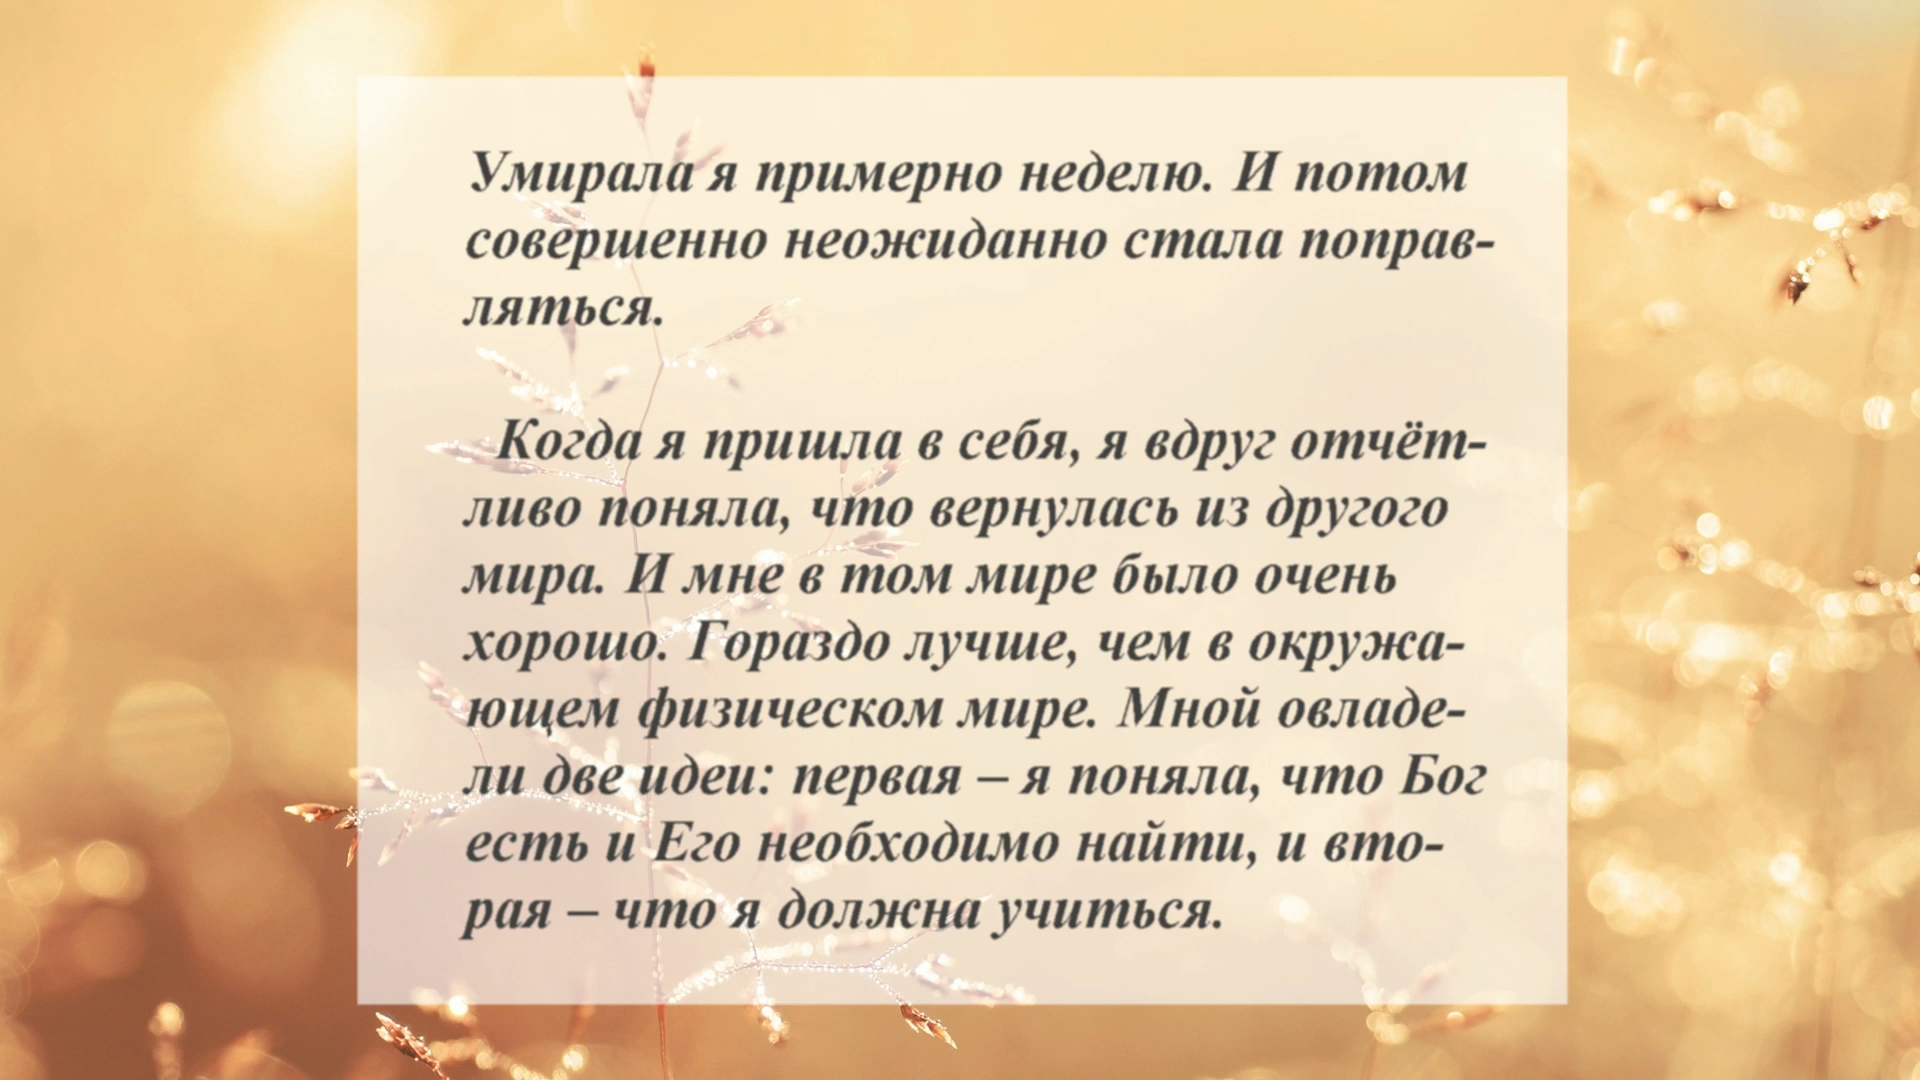 Умирала я примерно неделю. И потом
совершенно неожиданно стала поправ-
ляться.
Когда я пришла в себя, я вдруг отчёт-
ливо поняла, что вернулась из другого
мира. И мне в том мире было очень
хорошо. Гораздо лучше, чем в окружа-
ющем физическом мире. Мной овладе-
ли две идеи: первая – я поняла, что Бог
есть и Его необходимо найти, и вто-
рая – что я должна учиться.